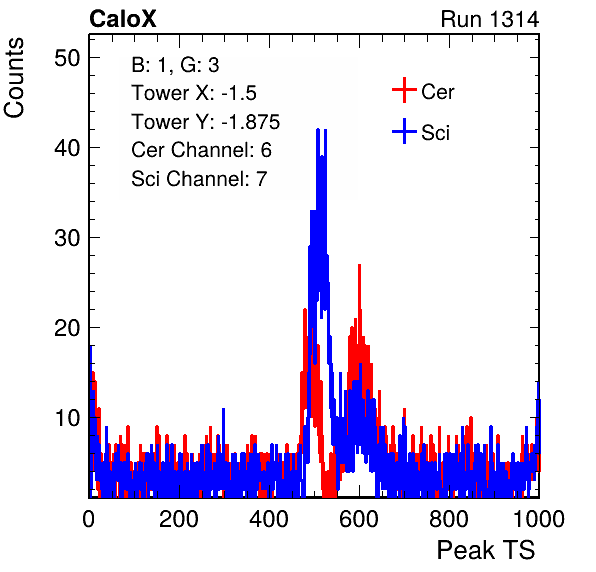 CaloX Run 1314
Counts
50
40
30
20
10
B: 1, G: 3
Tower X: -1.5
Tower Y: -1.875
Cer Channel: 6
Sci Channel: 7
Cer
Sci
0 200 400 600 800 1000
Peak TS